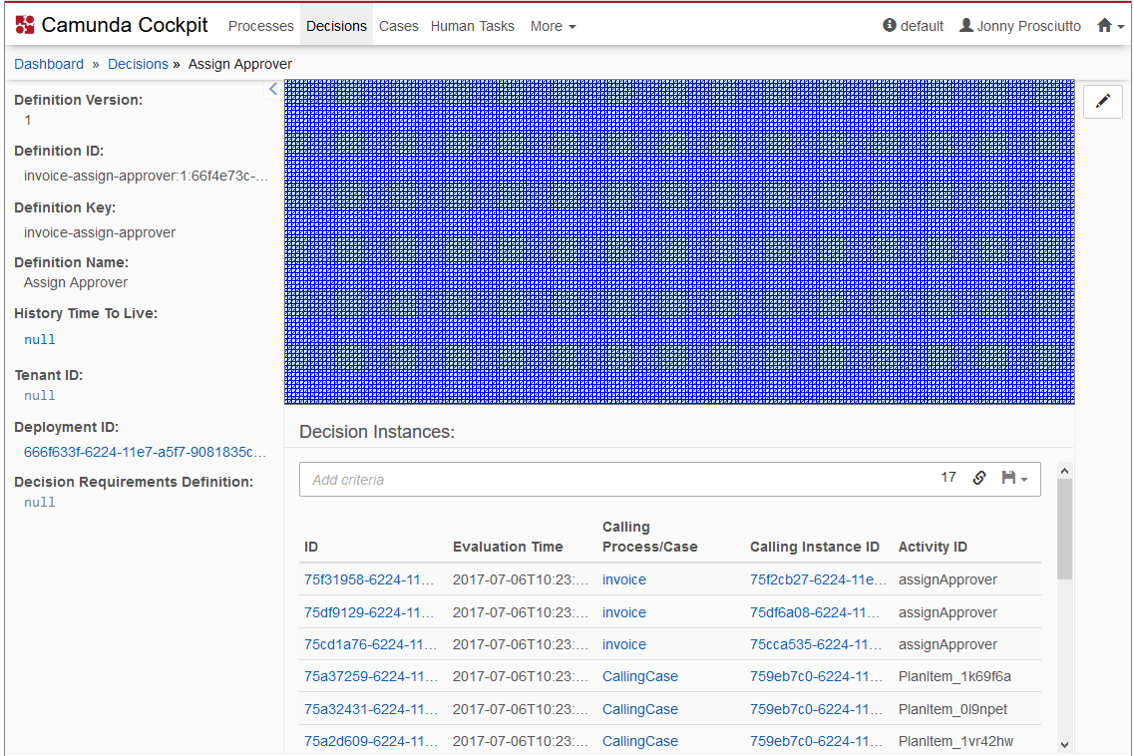 Camunda Cockpit Processes Decisions Cases Human Tasks More default Jonny Prosciutto
Dashboard » Decisions » Assign Approver
Definition Version:
1
Definition ID:
invoice-assign-approver:1:66f4e73c-...
Definition Key:
invoice-assign-approver
Definition Name:
Assign Approver
History Time To Live:
null
Tenant ID:
null
Deployment ID:
666f633f-6224-11e7-a5f7-9081835c...
Decision Requirements Definition:
null
Decision Instances:
Add criteria 17
ID Evaluation Time Calling Process/Case Calling Instance ID Activity ID
75f31958-6224-11... 2017-07-06T10:23:... invoice 75f2cb27-6224-11e... assignApprover
75df9129-6224-11... 2017-07-06T10:23:... invoice 75df6a08-6224-11... assignApprover
75cd1a76-6224-11... 2017-07-06T10:23:... invoice 75cca535-6224-11... assignApprover
75a37259-6224-11... 2017-07-06T10:23:... CallingCase 759eb7c0-6224-11... PlanItem_1k69f6a
75a32431-6224-11... 2017-07-06T10:23:... CallingCase 759eb7c0-6224-11... PlanItem_0l9npet
75a2d609-6224-11... 2017-07-06T10:23:... CallingCase 759eb7c0-6224-11... PlanItem_1vr42hw